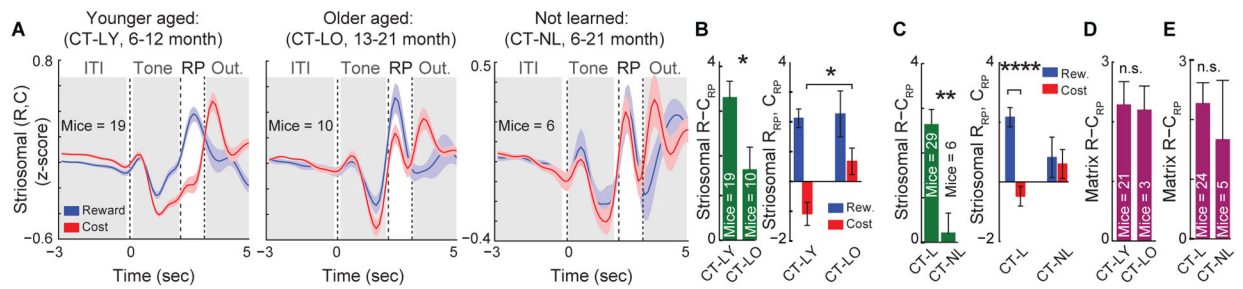 A
Younger aged:
(CT-LY, 6-12 month)
Older aged:
(CT-LO, 13-21 month)
Not learned:
(CT-NL, 6-21 month)
ITI Tone RP Out.
ITI Tone RP Out.
ITI Tone RP Out.
Striosomal (R,C)
(z-score)
0.8
−0.6
Mice = 19
Reward
Cost
−3 0 5
Time (sec)
Mice = 10
−3 0 5
Time (sec)
0.5
−0.4
Mice = 6
−3 0 5
Time (sec)
B
Striosomal R−CRP
4
0
*
Mice = 19
Mice = 10
CT-LY
CT-LO
Striosomal RRP, CRP
4
−2
*
Rew.
Cost
CT-LY
CT-LO
C
Striosomal R−CRP
4
0
**
Mice = 29
Mice = 6
CT-L
CT-NL
Striosomal RRP, CRP
4
−2
****
Rew.
Cost
CT-L
CT-NL
D
Matrix R−CRP
3
0
n.s.
Mice = 21
Mice = 3
CT-LY
CT-LO
E
Matrix R−CRP
3
0
n.s.
Mice = 24
Mice = 5
CT-L
CT-NL